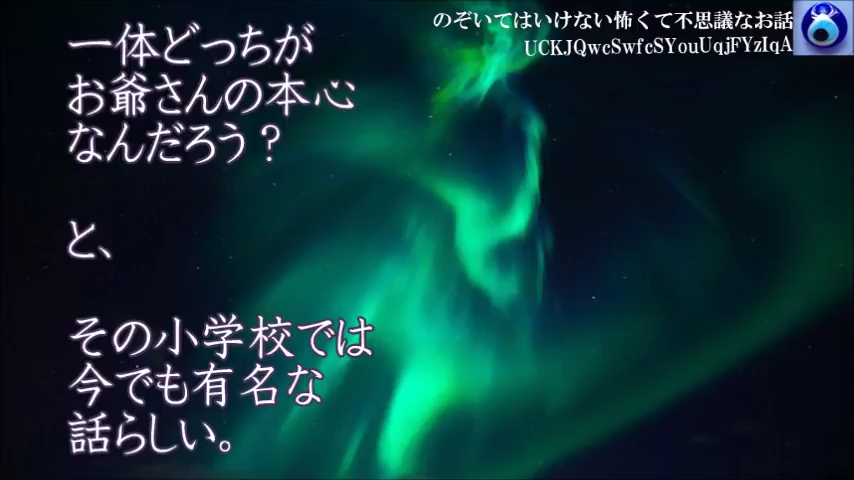 のぞいてはいけない怖くて不思議なお話
UCKJQwcSwfcSYouUqjFYzIqA
一体どっちが
お爺さんの本心
なんだろう？
と、
その小学校では
今でも有名な
話らしい。